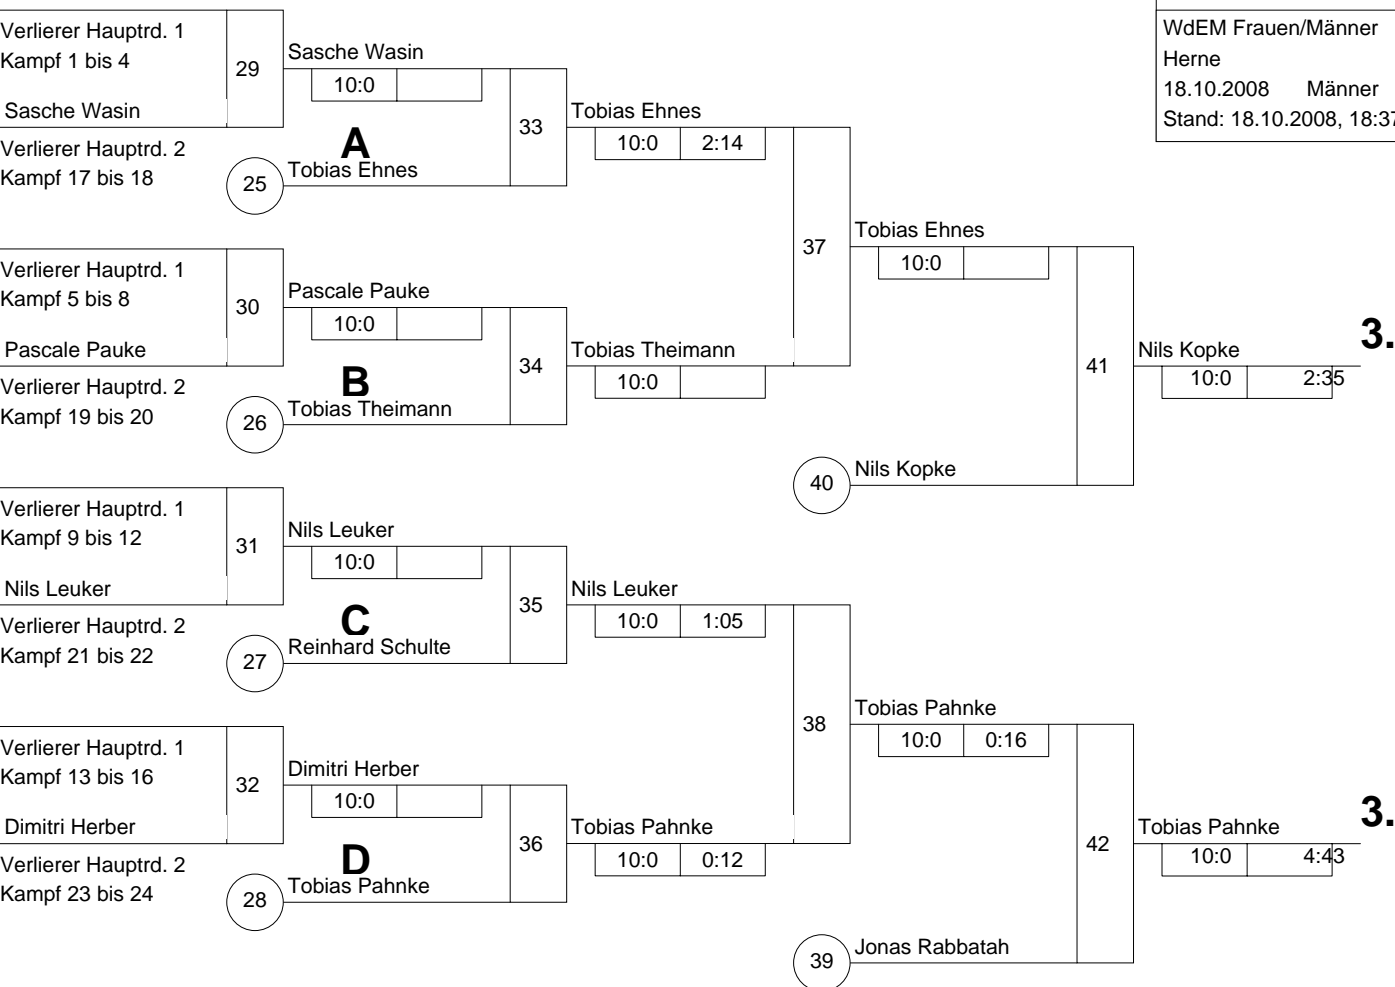 WdEM Frauen/Männer
Herne
18.10.2008 Männer
Stand: 18.10.2008, 18:37
Verlierer Hauptrd. 1
Kampf 1 bis 4
29
Sasche Wasin
10:0
Sasche Wasin
A
33
Tobias Ehnes
10:0 2:14
Verlierer Hauptrd. 2
Kampf 17 bis 18
25
Tobias Ehnes
37
Tobias Ehnes
10:0
Verlierer Hauptrd. 1
Kampf 5 bis 8
30
Pascale Pauke
10:0
Pascale Pauke
B
34
Tobias Theimann
10:0
41
Nils Kopke
10:0 2:35
3.
Verlierer Hauptrd. 2
Kampf 19 bis 20
26
Tobias Theimann
40
Nils Kopke
Verlierer Hauptrd. 1
Kampf 9 bis 12
31
Nils Leuker
10:0
Nils Leuker
C
35
Nils Leuker
10:0 1:05
Verlierer Hauptrd. 2
Kampf 21 bis 22
27
Reinhard Schulte
38
Tobias Pahnke
10:0 0:16
Verlierer Hauptrd. 1
Kampf 13 bis 16
32
Dimitri Herber
10:0
Dimitri Herber
D
36
Tobias Pahnke
10:0 0:12
42
Tobias Pahnke
10:0 4:43
3.
Verlierer Hauptrd. 2
Kampf 23 bis 24
28
Tobias Pahnke
39
Jonas Rabbatah